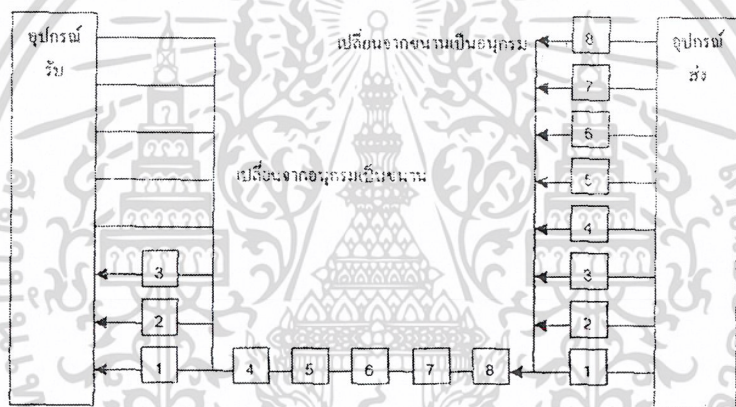 อุปกรณ์
รับ
เปลี่ยนจากขนานเป็นอนุกรม
อุปกรณ์
ส่ง
8
7
6
5
4
3
2
1
เปลี่ยนจากอนุกรมเป็นขนาน
3
2
1
4 5 6 7 8